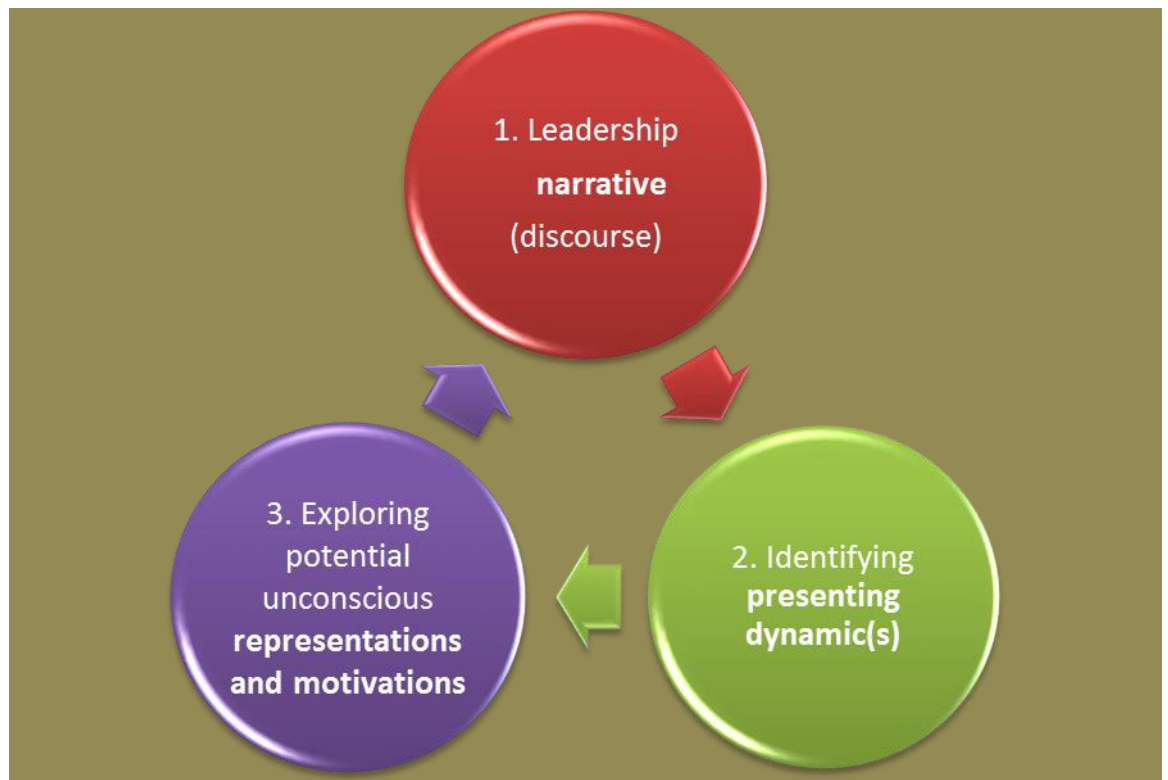 1. Leadership
narrative
(discourse)
2. Identifying
presenting
dynamic(s)
3. Exploring
potential
unconscious
representations
and motivations